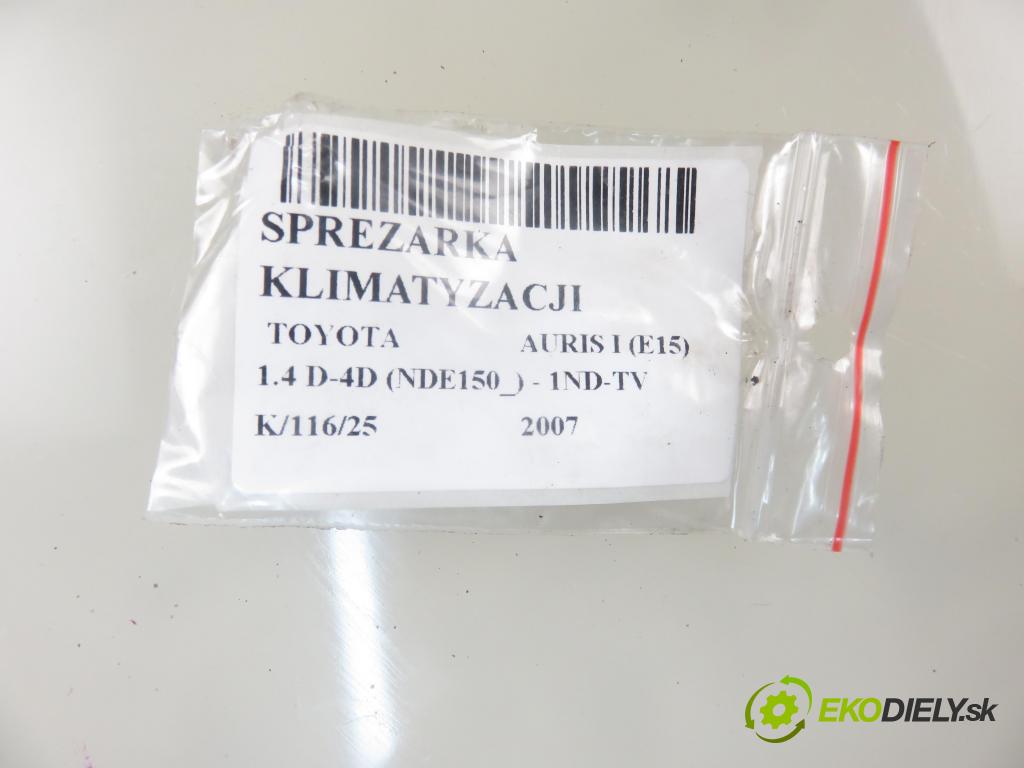 SPREZARKA
KLIMATYZACJI
TOYOTA AURIS I (E15)
1.4 D-4D (NDE150_) - 1ND-TV
K/116/25 2007
EKODIELY.sk